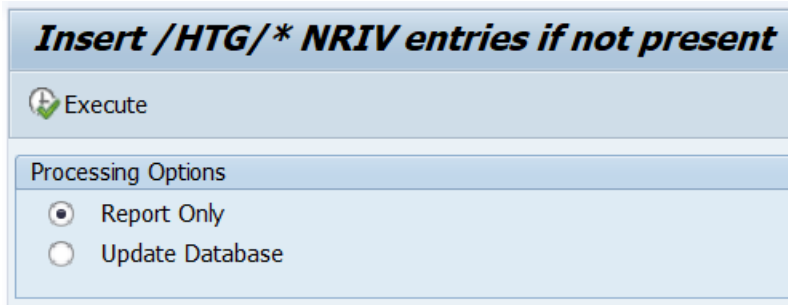 Insert /HTG/* NRIV entries if not present
Execute
Processing Options
Report Only
Update Database